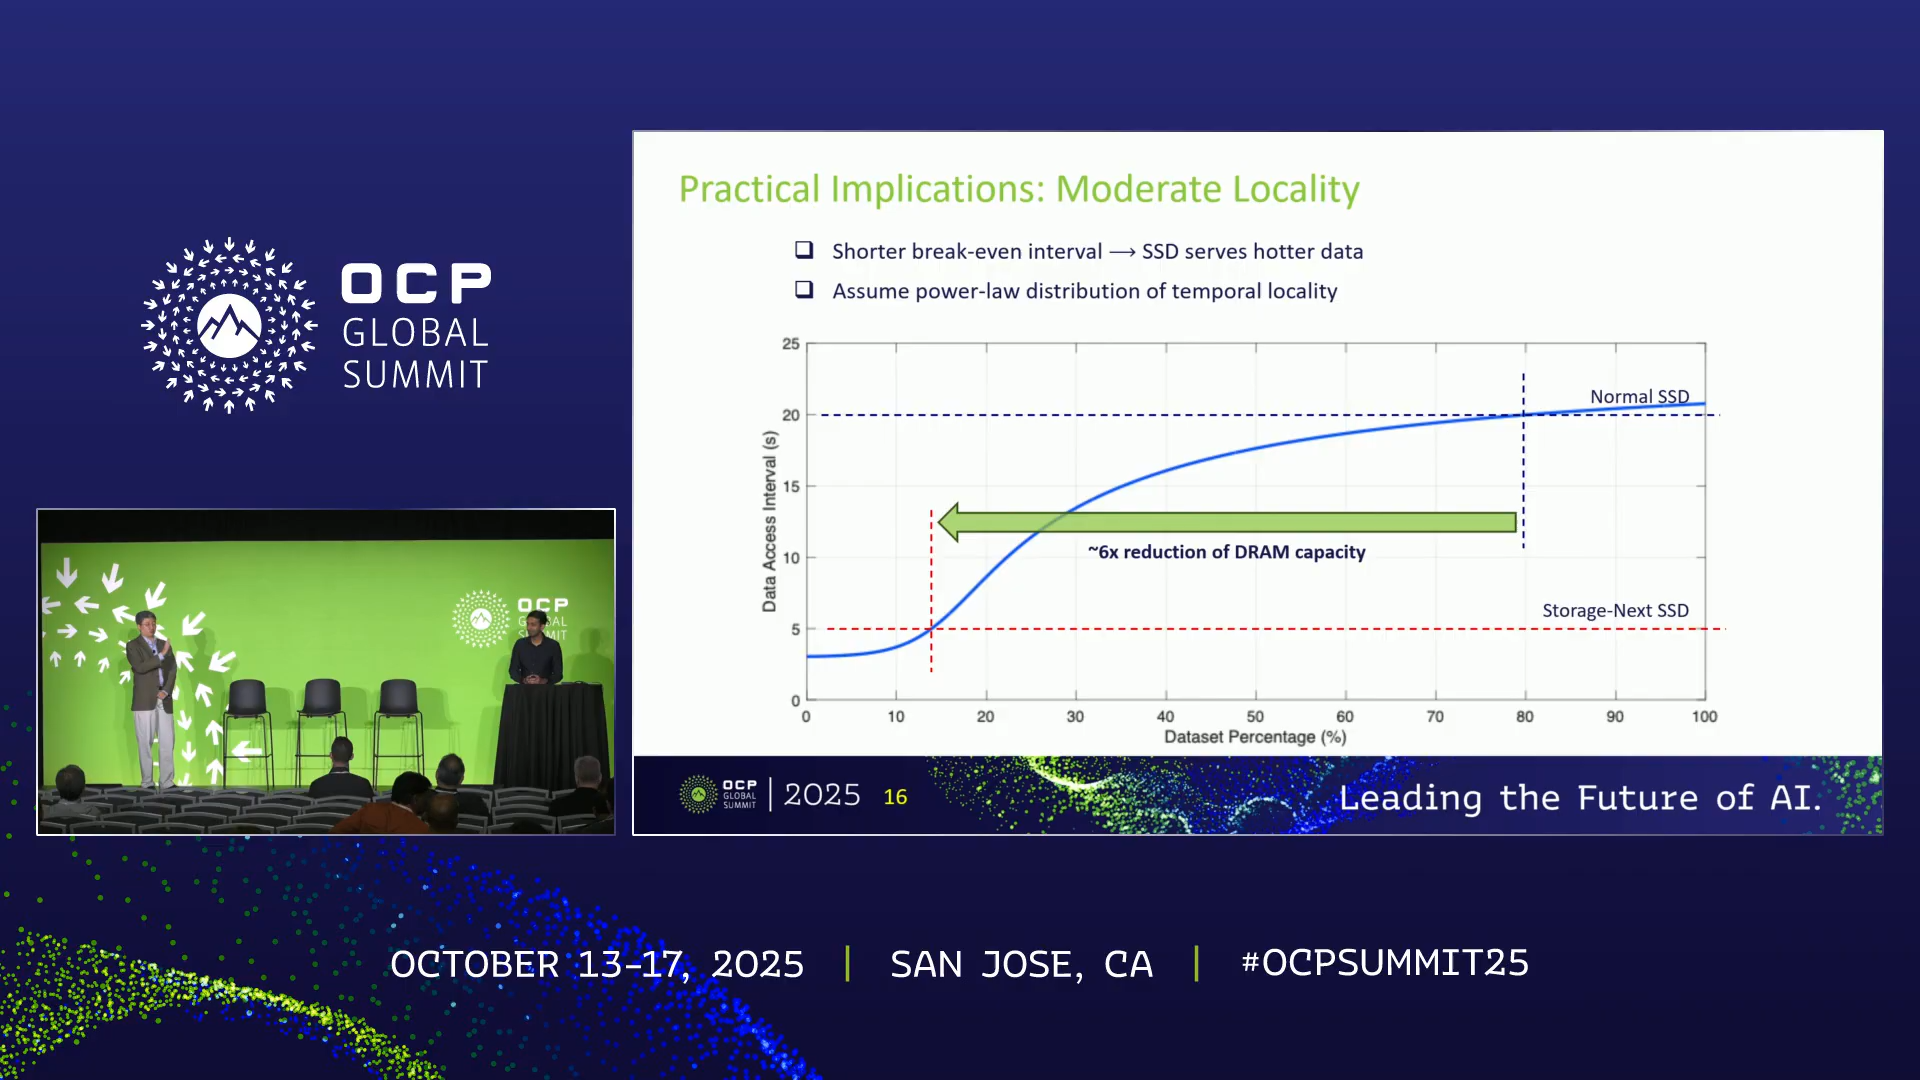 OCP
GLOBAL
SUMMIT
Practical Implications: Moderate Locality
❑ Shorter break-even interval ⟶ SSD serves hotter data
❑ Assume power-law distribution of temporal locality
25
20
15
10
5
0
Data Access Interval (s)
Normal SSD
~6x reduction of DRAM capacity
Storage-Next SSD
0 10 20 30 40 50 60 70 80 90 100
Dataset Percentage (%)
OCP
GLOBAL
SUMMIT
2025
16
Leading the Future of AI.
OCP
OCTOBER 13–17, 2025 | SAN JOSE, CA | #OCPSUMMIT25